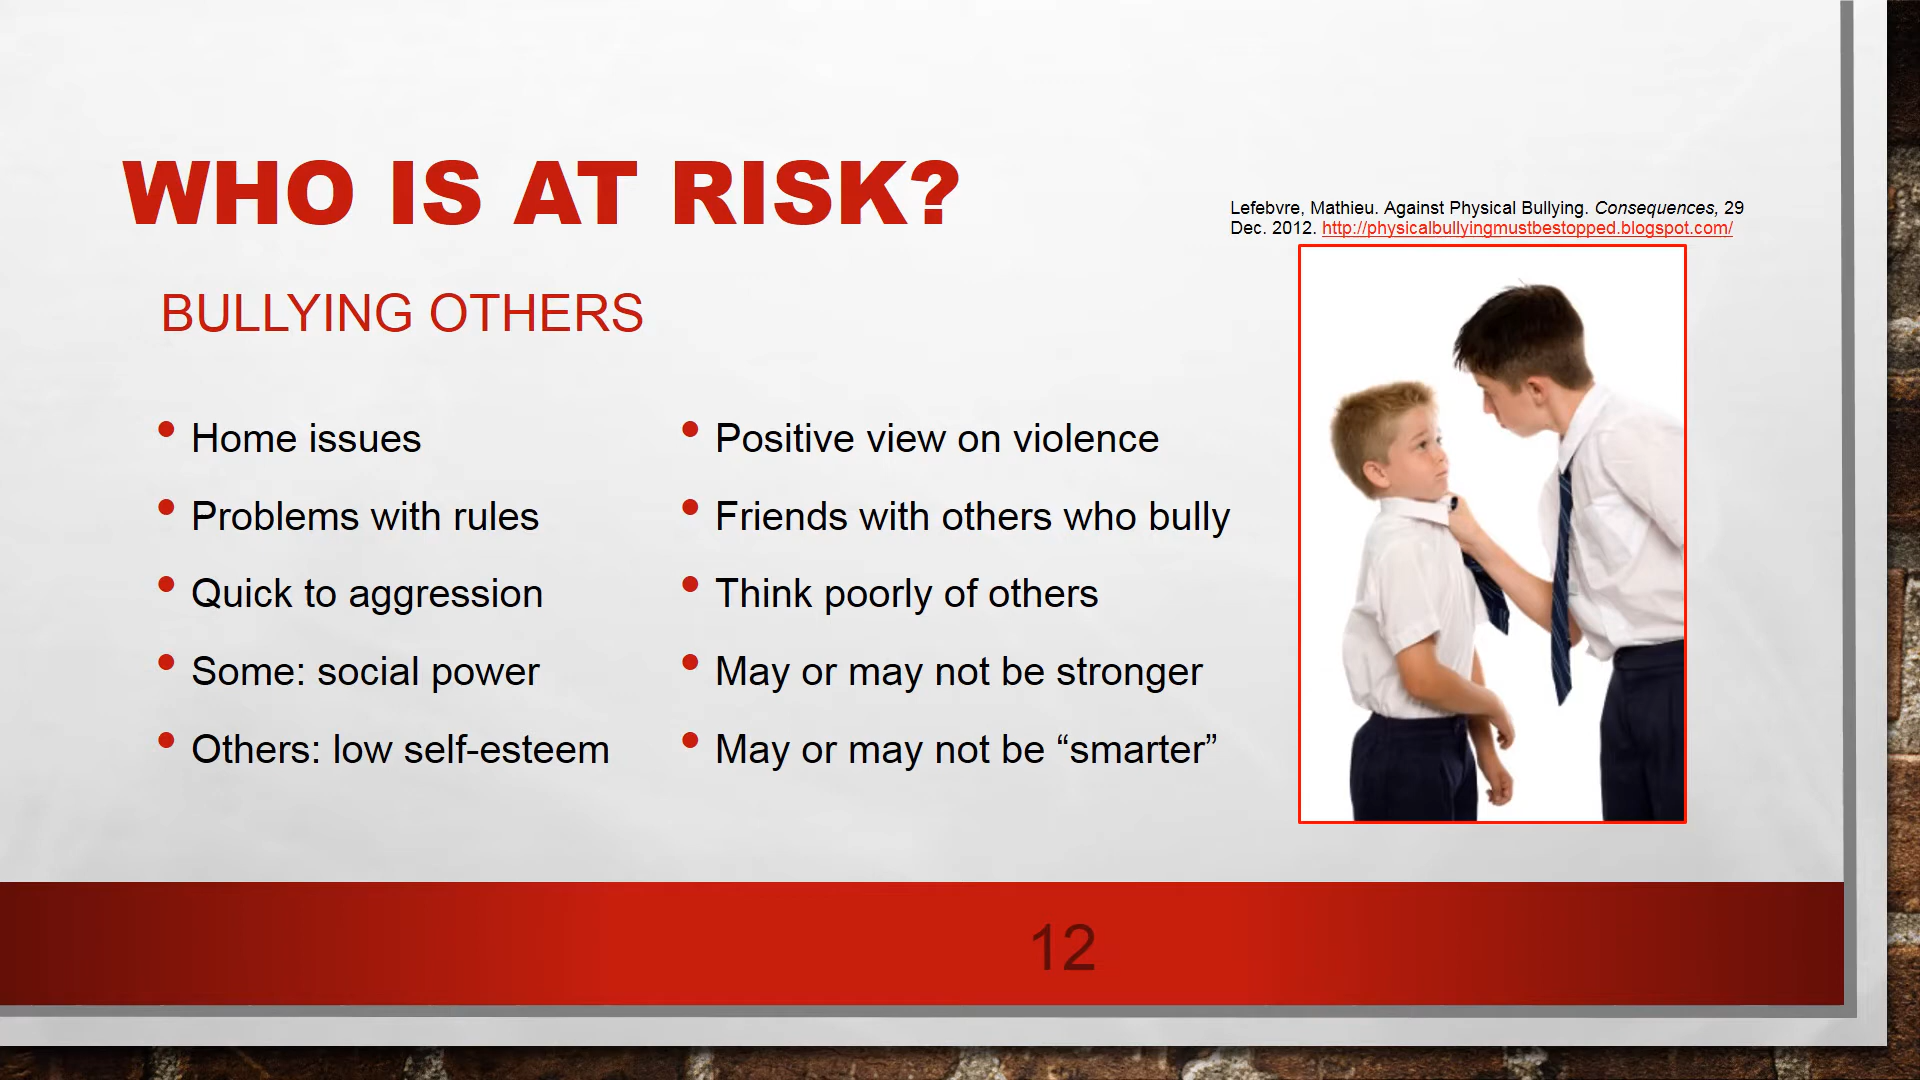 WHO IS AT RISK?
Lefebvre, Mathieu. Against Physical Bullying. Consequences, 29
Dec. 2012. http://physicalbullyingmustbestopped.blogspot.com/
BULLYING OTHERS
• Home issues
• Problems with rules
• Quick to aggression
• Some: social power
• Others: low self-esteem
• Positive view on violence
• Friends with others who bully
• Think poorly of others
• May or may not be stronger
• May or may not be “smarter”
12